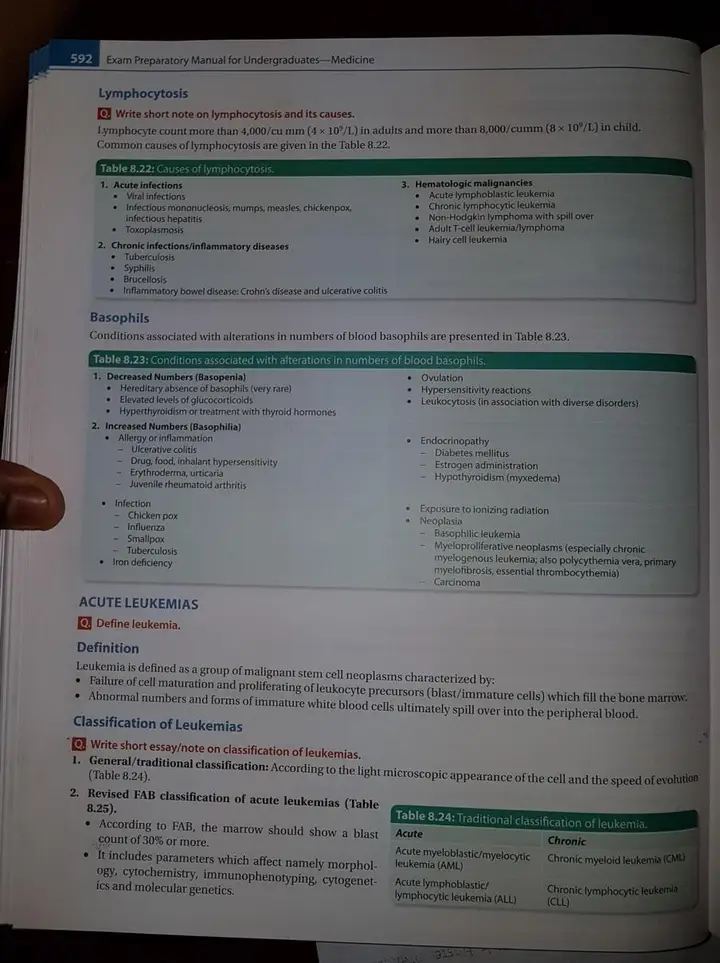 592 Exam Preparatory Manual for Undergraduates—Medicine
Lymphocytosis
Q. Write short note on lymphocytosis and its causes.
Lymphocyte count more than 4,000/cu mm (4 × 10⁹/L) in adults and more than 8,000/cumm (8 × 10⁹/L) in child.
Common causes of lymphocytosis are given in the Table 8.22.
Table 8.22: Causes of lymphocytosis.
1. Acute infections
• Viral infections
• Infectious mononucleosis, mumps, measles, chickenpox,
infectious hepatitis
• Toxoplasmosis
2. Chronic infections/inflammatory diseases
• Tuberculosis
• Syphilis
• Brucellosis
• Inflammatory bowel disease: Crohn's disease and ulcerative colitis
3. Hematologic malignancies
• Acute lymphoblastic leukemia
• Chronic lymphocytic leukemia
• Non-Hodgkin lymphoma with spill over
• Adult T-cell leukemia/lymphoma
• Hairy cell leukemia
Basophils
Conditions associated with alterations in numbers of blood basophils are presented in Table 8.23.
Table 8.23: Conditions associated with alterations in numbers of blood basophils.
1. Decreased Numbers (Basopenia)
• Hereditary absence of basophils (very rare)
• Elevated levels of glucocorticoids
• Hyperthyroidism or treatment with thyroid hormones
• Ovulation
• Hypersensitivity reactions
• Leukocytosis (in association with diverse disorders)
2. Increased Numbers (Basophilia)
• Allergy or inflammation
– Ulcerative colitis
– Drug, food, inhalant hypersensitivity
– Erythroderma, urticaria
– Juvenile rheumatoid arthritis
• Endocrinopathy
– Diabetes mellitus
– Estrogen administration
– Hypothyroidism (myxedema)
• Infection
– Chicken pox
– Influenza
– Smallpox
– Tuberculosis
• Iron deficiency
• Exposure to ionizing radiation
• Neoplasia
– Basophilic leukemia
– Myeloproliferative neoplasms (especially chronic
myelogenous leukemia; also polycythemia vera, primary
myelofibrosis, essential thrombocythemia)
– Carcinoma
ACUTE LEUKEMIAS
Q. Define leukemia.
Definition
Leukemia is defined as a group of malignant stem cell neoplasms characterized by:
• Failure of cell maturation and proliferating of leukocyte precursors (blast/immature cells) which fill the bone marrow.
• Abnormal numbers and forms of immature white blood cells ultimately spill over into the peripheral blood.
Classification of Leukemias
Q. Write short essay/note on classification of leukemias.
1. General/traditional classification: According to the light microscopic appearance of the cell and the speed of evolution
(Table 8.24).
2. Revised FAB classification of acute leukemias (Table
8.25).
• According to FAB, the marrow should show a blast
count of 30% or more.
• It includes parameters which affect namely morphol-
ogy, cytochemistry, immunophenotyping, cytogenet-
ics and molecular genetics.
Table 8.24: Traditional classification of leukemia.
Acute Chronic
Acute myeloblastic/myelocytic
leukemia (AML)
Chronic myeloid leukemia (CML)
Acute lymphoblastic/
lymphocytic leukemia (ALL)
Chronic lymphocytic leukemia
(CLL)